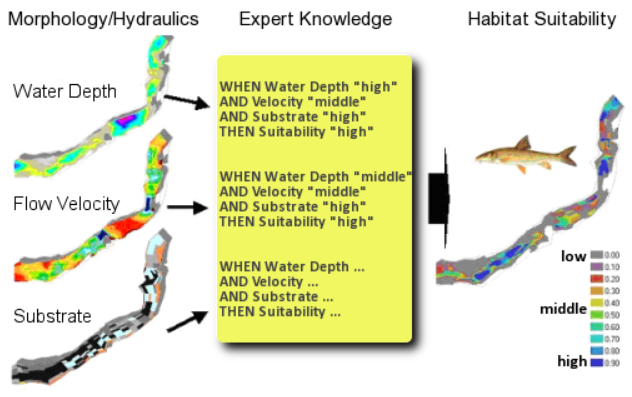 Morphology/Hydraulics
Expert Knowledge
Habitat Suitability
Water Depth
Flow Velocity
Substrate
WHEN Water Depth "high"
AND Velocity "middle"
AND Substrate "high"
THEN Suitability "high"
WHEN Water Depth "middle"
AND Velocity "middle"
AND Substrate "high"
THEN Suitability "high"
WHEN Water Depth ...
AND Velocity ...
AND Substrate ...
THEN Suitability ...
low
0.00
0.10
0.20
0.30
middle
0.40
0.50
0.60
0.70
0.80
high
0.90